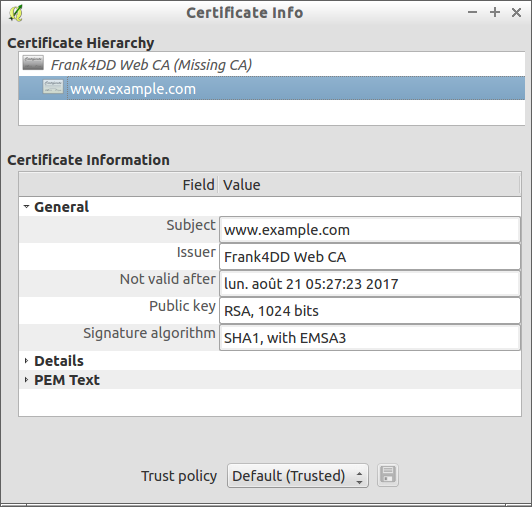 Certificate Info
Certificate Hierarchy
Frank4DD Web CA (Missing CA)
www.example.com
Certificate Information
Field Value
General
Subject www.example.com
Issuer Frank4DD Web CA
Not valid after lun. août 21 05:27:23 2017
Public key RSA, 1024 bits
Signature algorithm SHA1, with EMSA3
Details
PEM Text
Trust policy Default (Trusted)